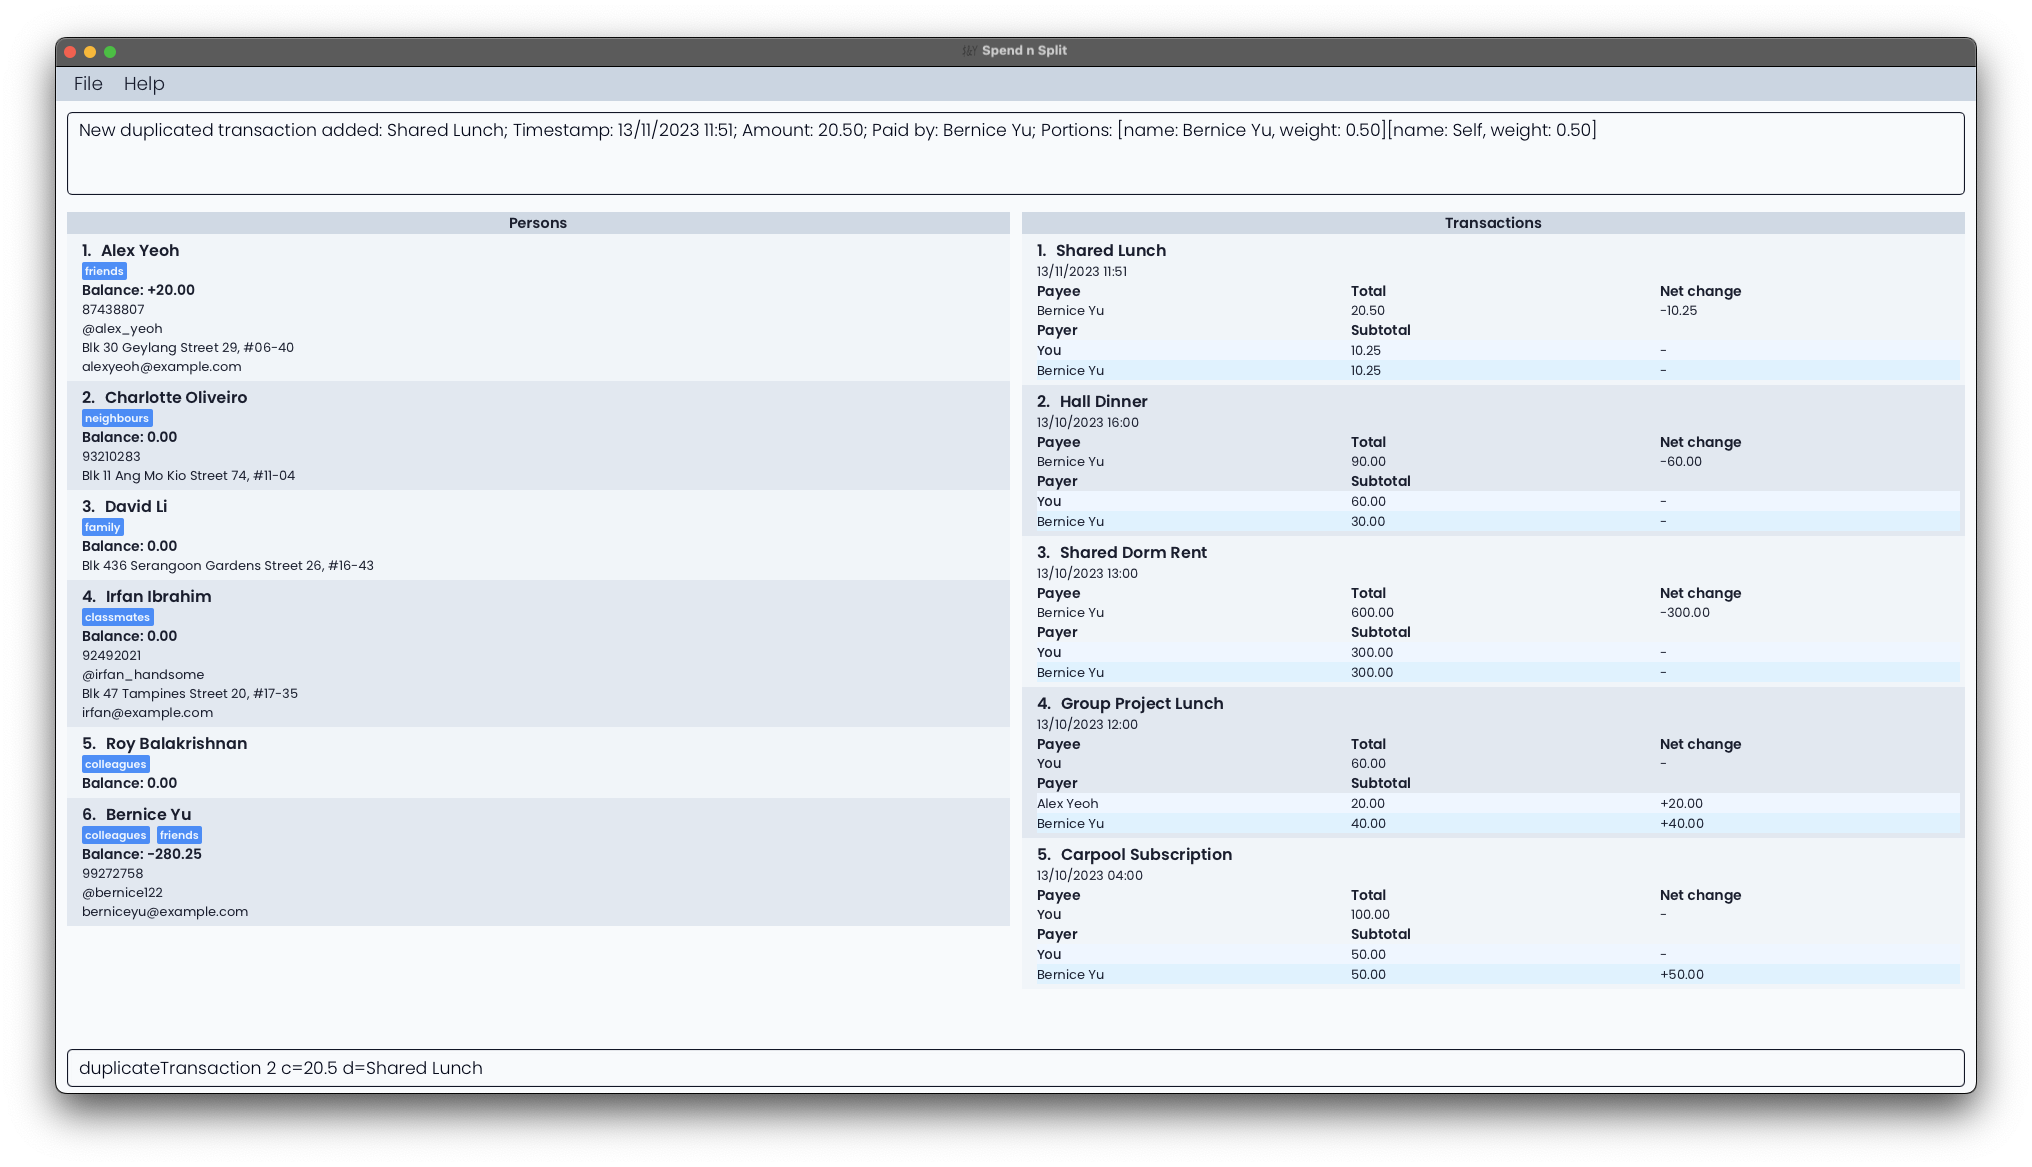 Spend n Split
File Help
New duplicated transaction added: Shared Lunch; Timestamp: 13/11/2023 11:51; Amount: 20.50; Paid by: Bernice Yu; Portions: [name: Bernice Yu, weight: 0.50][name: Self, weight: 0.50]
Persons
1. Alex Yeoh
friends
Balance: +20.00
87438807
@alex_yeoh
Blk 30 Geylang Street 29, #06-40
alexyeoh@example.com
2. Charlotte Oliveiro
neighbours
Balance: 0.00
93210283
Blk 11 Ang Mo Kio Street 74, #11-04
3. David Li
family
Balance: 0.00
Blk 436 Serangoon Gardens Street 26, #16-43
4. Irfan Ibrahim
classmates
Balance: 0.00
92492021
@irfan_handsome
Blk 47 Tampines Street 20, #17-35
irfan@example.com
5. Roy Balakrishnan
colleagues
Balance: 0.00
6. Bernice Yu
colleagues friends
Balance: -280.25
99272758
@bernice122
berniceyu@example.com
Transactions
1. Shared Lunch
13/11/2023 11:51
Payee Total Net change
Bernice Yu 20.50 -10.25
Payer Subtotal
You 10.25 -
Bernice Yu 10.25 -
2. Hall Dinner
13/10/2023 16:00
Payee Total Net change
Bernice Yu 90.00 -60.00
Payer Subtotal
You 60.00 -
Bernice Yu 30.00 -
3. Shared Dorm Rent
13/10/2023 13:00
Payee Total Net change
Bernice Yu 600.00 -300.00
Payer Subtotal
You 300.00 -
Bernice Yu 300.00 -
4. Group Project Lunch
13/10/2023 12:00
Payee Total Net change
You 60.00 -
Payer Subtotal
Alex Yeoh 20.00 +20.00
Bernice Yu 40.00 +40.00
5. Carpool Subscription
13/10/2023 04:00
Payee Total Net change
You 100.00 -
Payer Subtotal
You 50.00 -
Bernice Yu 50.00 +50.00
duplicateTransaction 2 c=20.5 d=Shared Lunch